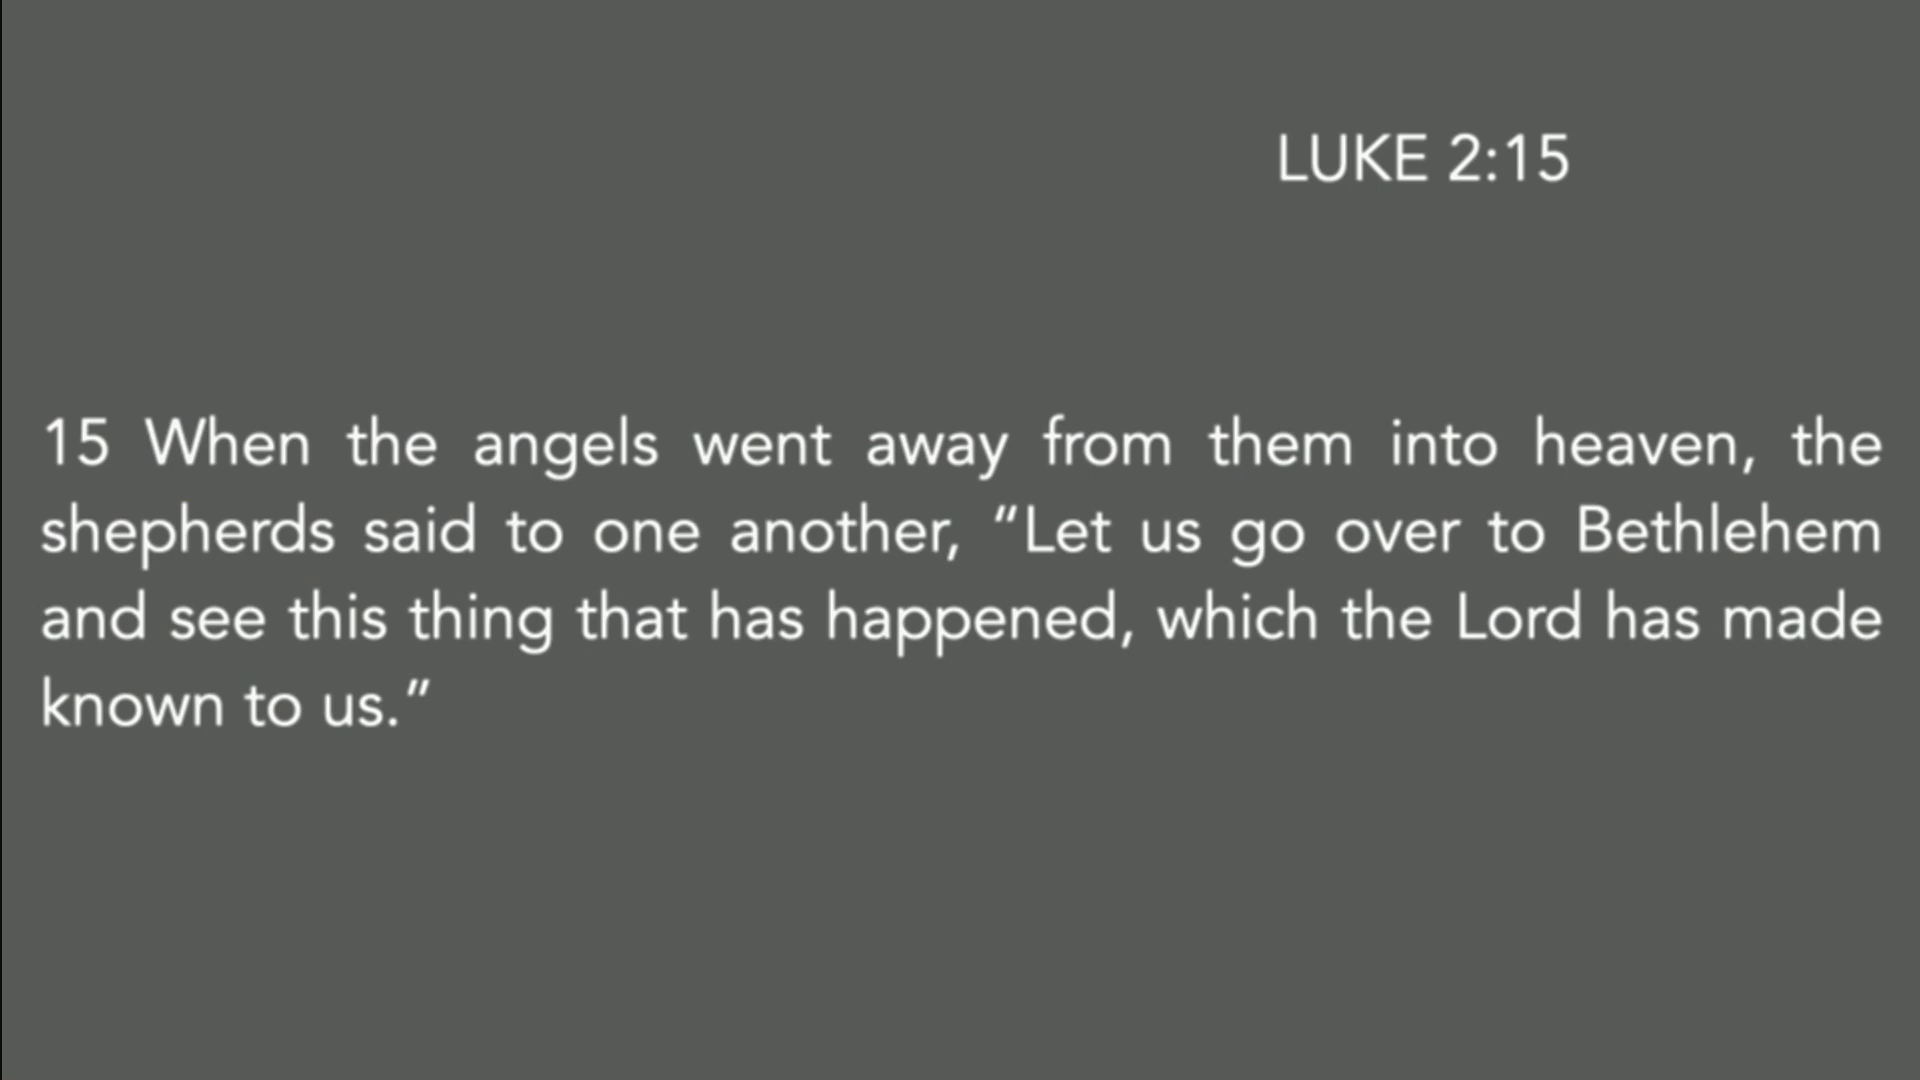 LUKE 2:15
15 When the angels went away from them into heaven, the
shepherds said to one another, “Let us go over to Bethlehem
and see this thing that has happened, which the Lord has made
known to us.”